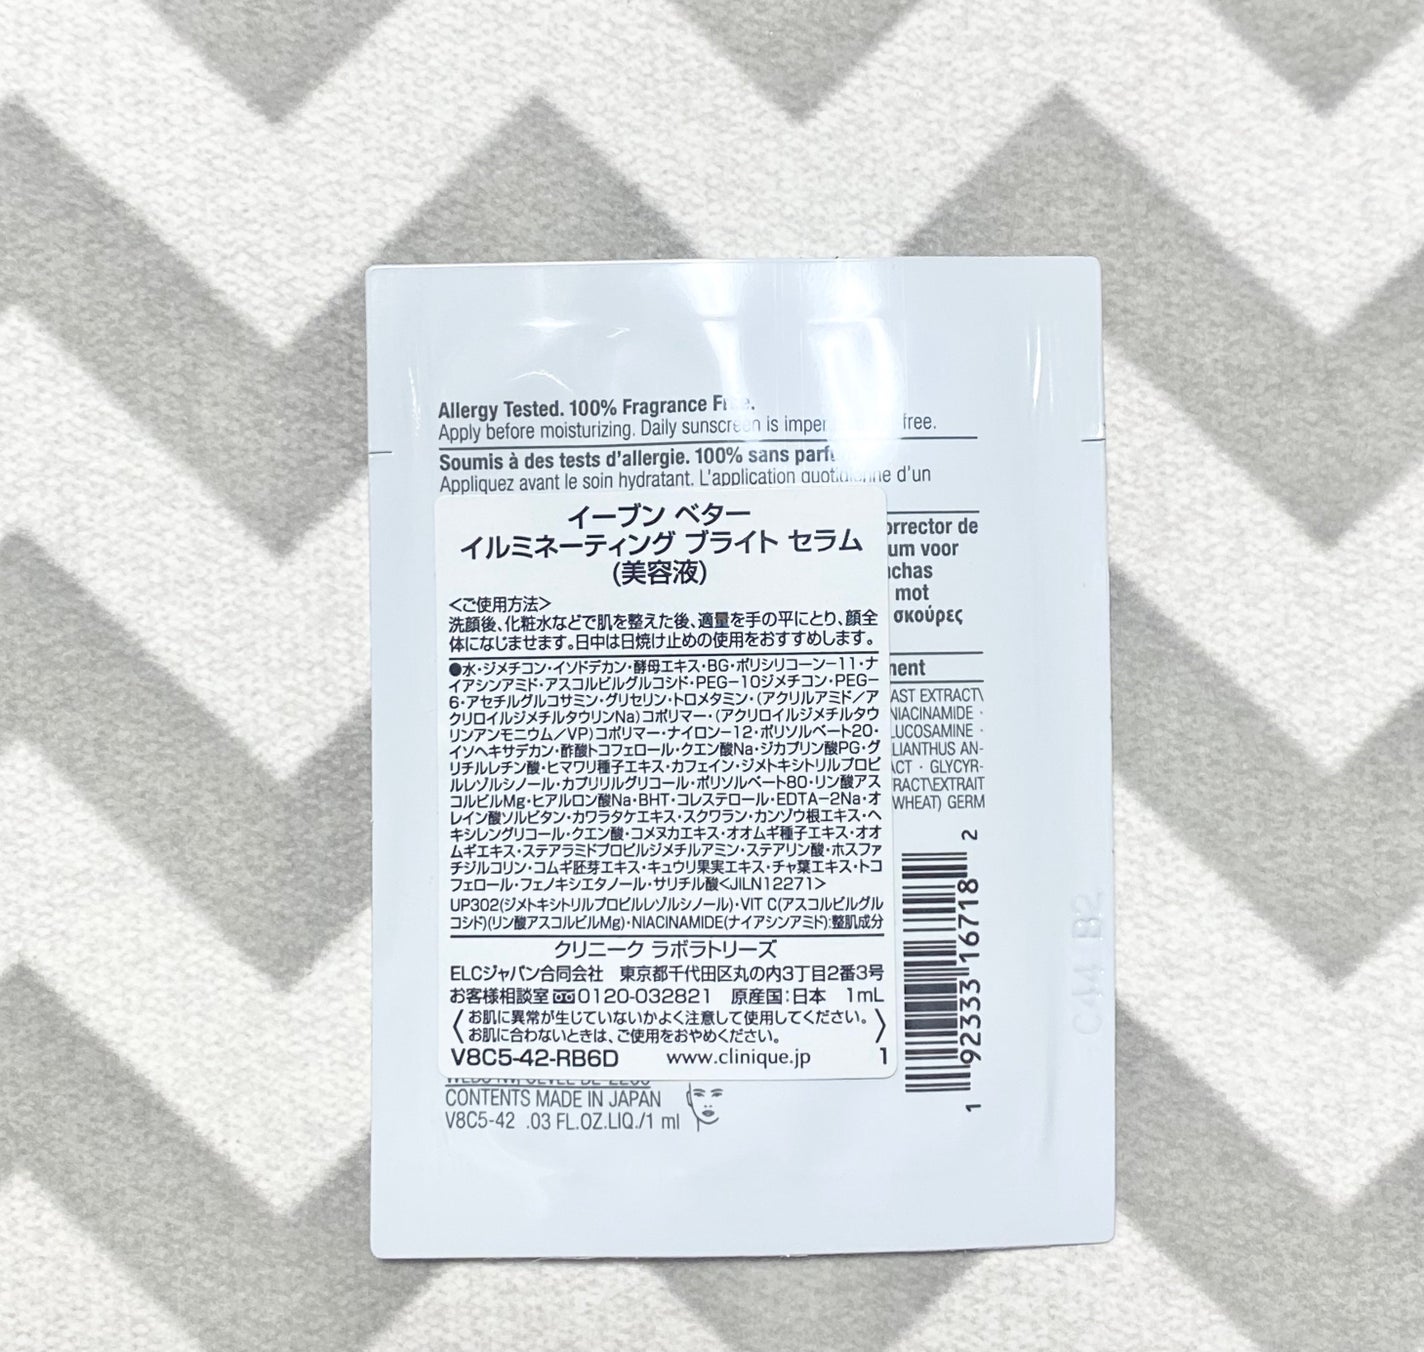 Allergy Tested. 100% Fragrance Free.
Apply before moisturizing. Daily sunscreen is free.
Soumis à des tests d'allergie. 100% sans
Appliquez avant le soin hydratant. L'application quotidienne d'un
イーブン ベター
イルミネーティング ブライト セラム
(美容液)
<ご使用方法>
洗顔後、化粧水などで肌を整えた後、適量を手の平にとり、顔全
体になじませます。日中は日焼け止めの使用をおすすめします。
●水・ジメチコン・イソドデカン・酵母エキス・BG・ポリシリコーン-11・ナ
イアシンアミド・アスコルビルグルコシド・PEG-10ジメチコン・PEG-
6・アセチルグルコサミン・グリセリン・トロメタミン・(アクリルアミド/ア
クリロイルジメチルタウリンNa)コポリマー・(アクリロイルジメチルタウ
リンアンモニウム/VP)コポリマー・ナイロン-12・ポリソルベート20・
イソヘキサデカン・酢酸トコフェロール・クエン酸Na・ジカプリン酸PG・グ
リチルレチン酸・ヒマワリ種子エキス・カフェイン・ジメトキシトリルプロピ
ルレゾルシノール・カプリリルグリコール・ポリソルベート80・リン酸アス
コルビルMg・ヒアルロン酸Na・BHT・コレステロール・EDTA-2Na・オ
レイン酸ソルビタン・カワラタケエキス・スクワラン・カンゾウ根エキス・ヘ
キシレングリコール・クエン酸・コメヌカエキス・オオムギ種子エキス・オオ
ムギエキス・ステアラミドプロピルジメチルアミン・ステアリン酸・ホスファ
チジルコリン・コムギ胚芽エキス・キュウリ果実エキス・チャ葉エキス・トコ
フェロール・フェノキシエタノール・サリチル酸<JILN12271>
UP302(ジメトキシトリルプロピルレゾルシノール)・VIT C(アスコルビルグル
コシド)(リン酸アスコルビルMg)・NIACINAMIDE(ナイアシンアミド):整肌成分
クリニーク ラボラトリーズ
ELCジャパン合同会社 東京都千代田区丸の内3丁目2番3号
お客様相談室 0120-032821 原産国:日本 1mL
お肌に異常が生じていないかよく注意して使用してください。
お肌に合わないときは、ご使用をおやめください。
V8C5-42-RB6D www.clinique.jp 1
CONTENTS MADE IN JAPAN
V8C5-42 .03 FL.OZ.LIQ./1 ml
orrector de
um voor
chas
mot
σκούρες
ment
AST EXTRACT\
NIACINAMIDE ·
LUCOSAMINE ·
LIANTHUS AN-
ACT · GLYCYR-
RACT\EXTRAIT
WHEAT) GERM
1 92333 16718 2
C44 B2